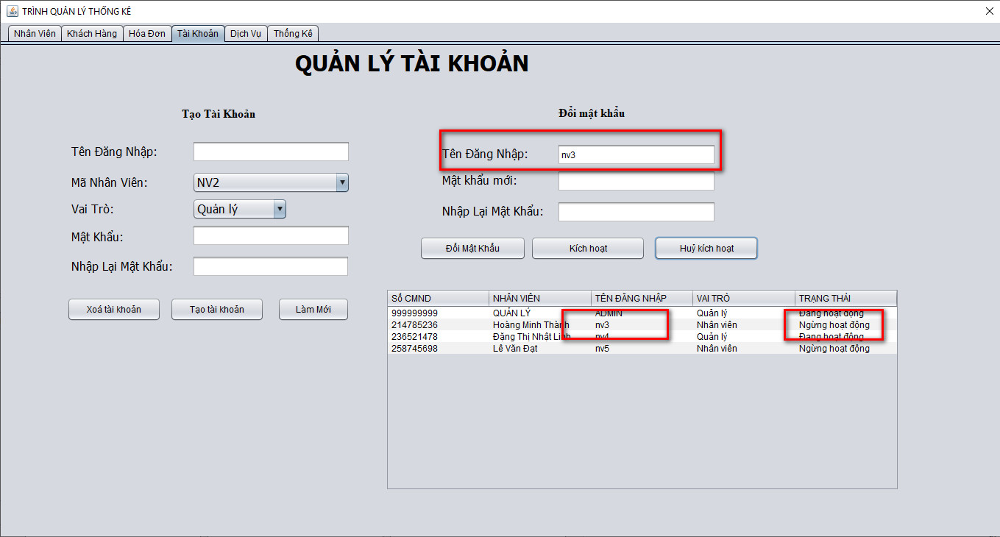 TRÌNH QUẢN LÝ THỐNG KÊ
Nhân Viên Khách Hàng Hóa Đơn Tài Khoản Dịch Vụ Thống Kê
QUẢN LÝ TÀI KHOẢN
Tạo Tài Khoản
Tên Đăng Nhập:
Mã Nhân Viên: NV2
Vai Trò: Quản lý
Mật Khẩu:
Nhập Lại Mật Khẩu:
Xoá tài khoản Tạo tài khoản Làm Mới
Đổi mật khẩu
Tên Đăng Nhập: nv3
Mật khẩu mới:
Nhập Lại Mật Khẩu:
Đổi Mật Khẩu Kích hoạt Huỷ kích hoạt
SỐ CMND NHÂN VIÊN TÊN ĐĂNG NHẬP VAI TRÒ TRẠNG THÁI
999999999 QUẢN LÝ ADMIN Quản lý Đang hoạt động
214785236 Hoàng Minh Thành nv3 Nhân viên Ngừng hoạt động
236521478 Đặng Thị Nhật Linh nv4 Quản lý Đang hoạt động
258745698 Lê Văn Đạt nv5 Nhân viên Ngừng hoạt động